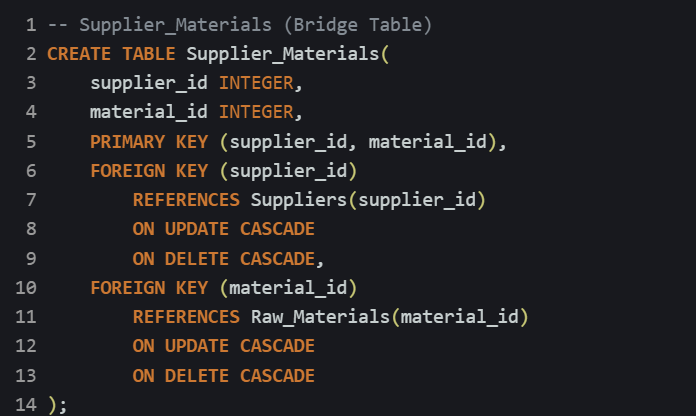 1 -- Supplier_Materials (Bridge Table)
2 CREATE TABLE Supplier_Materials(
3     supplier_id INTEGER,
4     material_id INTEGER,
5     PRIMARY KEY (supplier_id, material_id),
6     FOREIGN KEY (supplier_id)
7         REFERENCES Suppliers(supplier_id)
8         ON UPDATE CASCADE
9         ON DELETE CASCADE,
10     FOREIGN KEY (material_id)
11         REFERENCES Raw_Materials(material_id)
12         ON UPDATE CASCADE
13         ON DELETE CASCADE
14 );